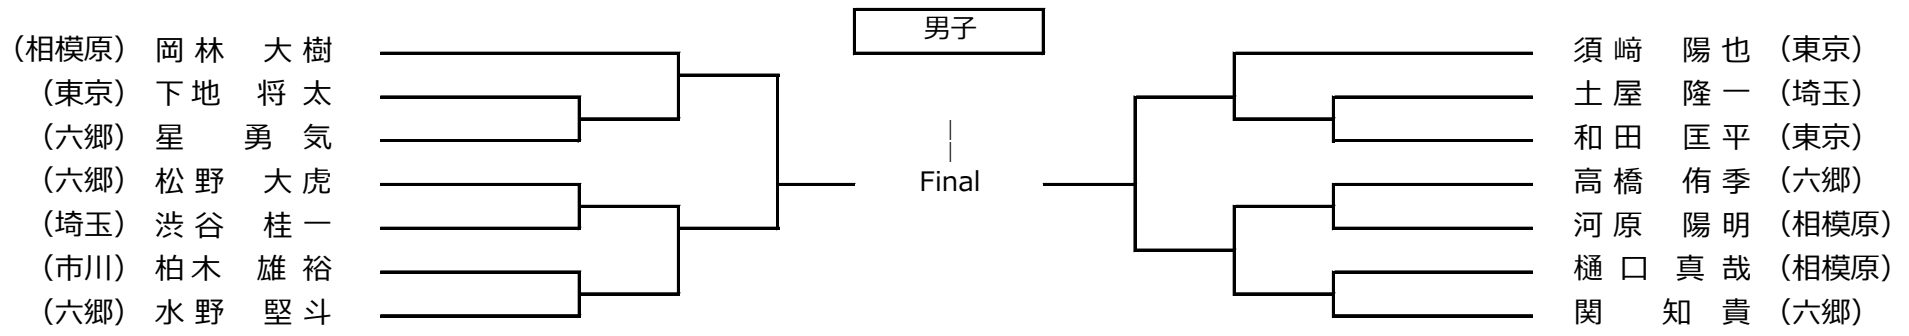 男子
(相模原) 岡林 大樹
(東京) 下地 将太
(六郷) 星 勇気
(六郷) 松野 大虎
(埼玉) 渋谷 桂一
(市川) 柏木 雄裕
(六郷) 水野 堅斗
Final
須﨑 陽也 (東京)
土屋 隆一 (埼玉)
和田 匡平 (東京)
高橋 侑季 (六郷)
河原 陽明 (相模原)
樋口 真哉 (相模原)
関 知貴 (六郷)